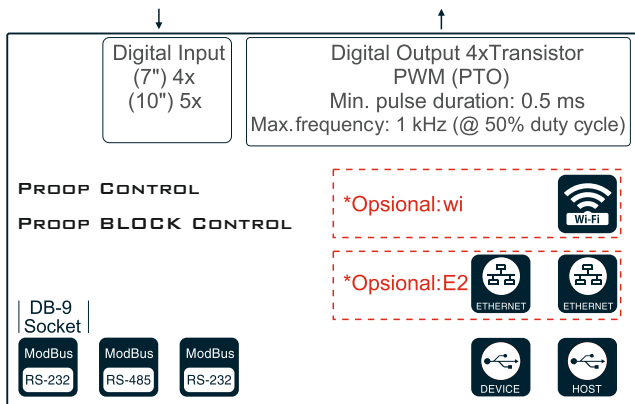 Digital Input
(7") 4x
(10") 5x
Digital Output 4xTransistor
PWM (PTO)
Min. pulse duration: 0.5 ms
Max.frequency: 1 kHz (@ 50% duty cycle)
PROOP CONTROL
PROOP BLOCK CONTROL
*Opsional:wi
Wi-Fi
*Opsional:E2
ETHERNET
ETHERNET
DB-9
Socket
ModBus
RS-232
ModBus
RS-485
ModBus
RS-232
DEVICE
HOST